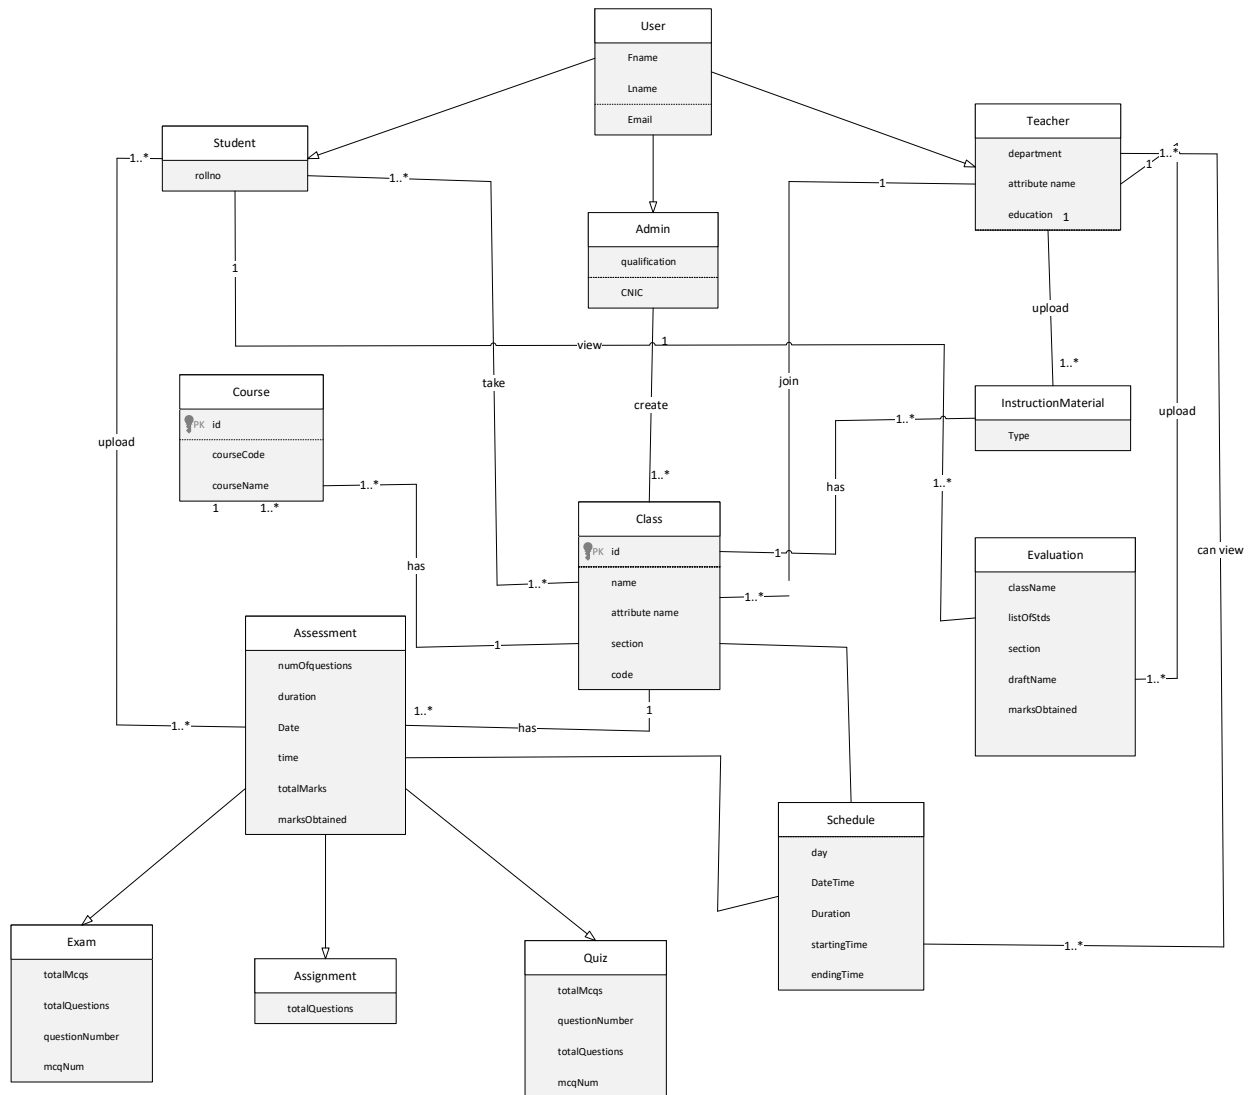 User
Fname
Lname
Email
Student
rollno
1..*
1..*
1
Teacher
department
attribute name
education
1
1..*
1
1
Admin
qualification
CNIC
1
view
take
create
join
upload
1..*
InstructionMaterial
Type
1..*
upload
Course
PK id
courseCode
courseName
1
1..*
1..*
upload
has
1..*
Class
PK id
name
attribute name
section
code
1
has
1..*
1..*
1
1..*
Evaluation
className
listOfStds
section
draftName
marksObtained
1..*
can view
Assessment
numOfquestions
duration
Date
time
totalMarks
marksObtained
1..*
1..*
has
1
Schedule
day
DateTime
Duration
startingTime
endingTime
1..*
Exam
totalMcqs
totalQuestions
questionNumber
mcqNum
Assignment
totalQuestions
Quiz
totalMcqs
questionNumber
totalQuestions
mcqNum